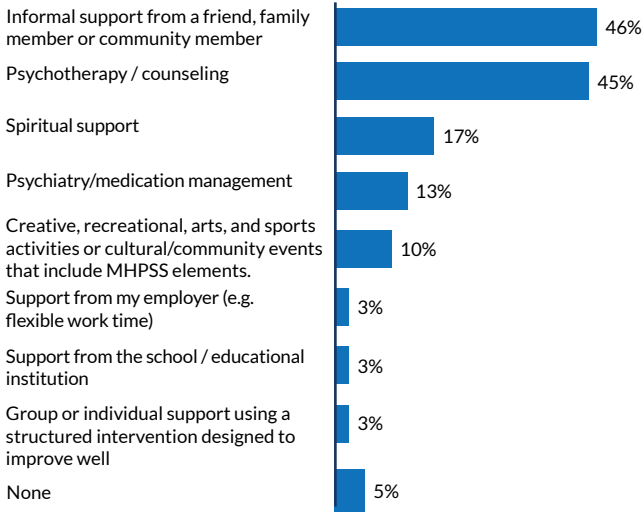 Informal support from a friend, family
member or community member
46%
Psychotherapy / counseling
45%
Spiritual support
17%
Psychiatry/medication management
13%
Creative, recreational, arts, and sports
activities or cultural/community events
that include MHPSS elements.
10%
Support from my employer (e.g.
flexible work time)
3%
Support from the school / educational
institution
3%
Group or individual support using a
structured intervention designed to
improve well
3%
None
5%